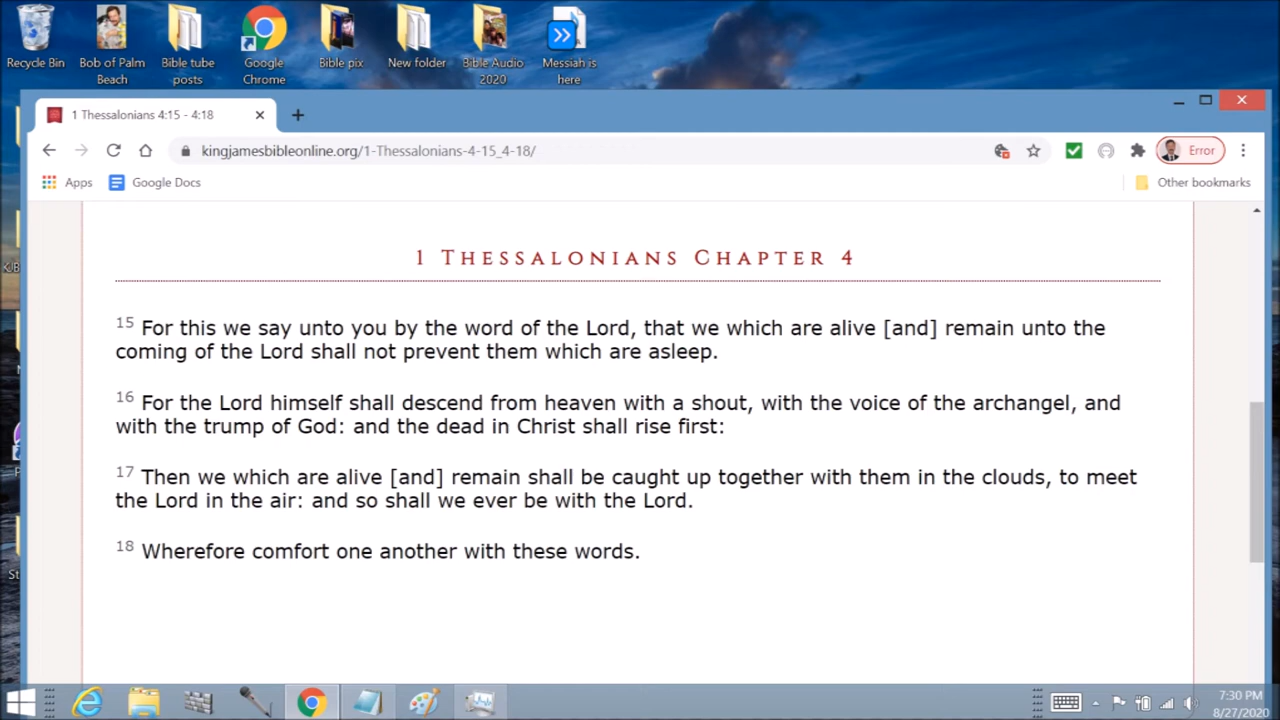 Recycle Bin
Bob of Palm
Beach
Bible tube
posts
Google
Chrome
Bible pix
New folder
Bible Audio
2020
Messiah is
here
1 Thessalonians 4:15 - 4:18
kingjamesbibleonline.org/1-Thessalonians-4-15_4-18/
Error
Apps
Google Docs
Other bookmarks
1 Thessalonians Chapter 4
15 For this we say unto you by the word of the Lord, that we which are alive [and] remain unto the
coming of the Lord shall not prevent them which are asleep.
16 For the Lord himself shall descend from heaven with a shout, with the voice of the archangel, and
with the trump of God: and the dead in Christ shall rise first:
17 Then we which are alive [and] remain shall be caught up together with them in the clouds, to meet
the Lord in the air: and so shall we ever be with the Lord.
18 Wherefore comfort one another with these words.
7:30 PM
8/27/2020